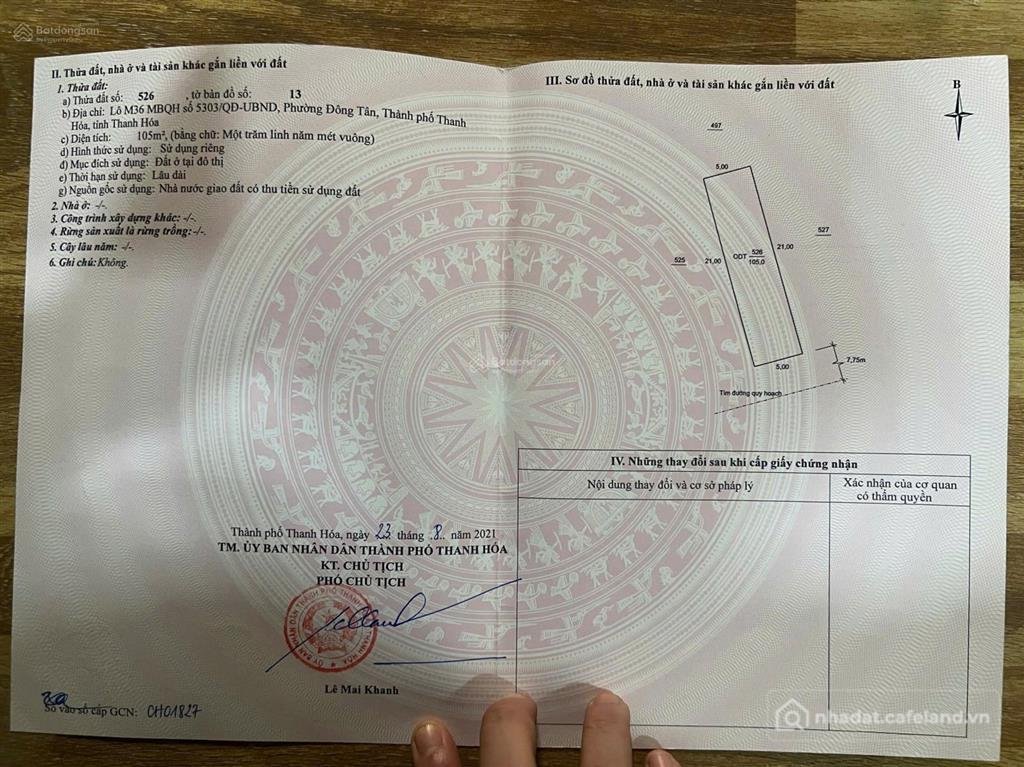 Batdongsan
by PropertyGuru
II. Thửa đất, nhà ở và tài sản khác gắn liền với đất
1. Thửa đất:
a) Thửa đất số: 526 , tờ bản đồ số: 13
b) Địa chỉ: Lô M36 MBQH số 5303/QĐ-UBND, Phường Đông Tân, Thành phố Thanh
Hóa, tỉnh Thanh Hóa
c) Diện tích: 105m², (bằng chữ: Một trăm linh năm mét vuông)
d) Hình thức sử dụng: Sử dụng riêng
đ) Mục đích sử dụng: Đất ở tại đô thị
e) Thời hạn sử dụng: Lâu dài
g) Nguồn gốc sử dụng: Nhà nước giao đất có thu tiền sử dụng đất
2. Nhà ở: -/-.
3. Công trình xây dựng khác: -/-.
4. Rừng sản xuất là rừng trồng: -/-.
5. Cây lâu năm: -/-.
6. Ghi chú: Không.
Thành phố Thanh Hóa, ngày 23 tháng .8.. năm 2021
TM. ỦY BAN NHÂN DÂN THÀNH PHỐ THANH HÓA
KT. CHỦ TỊCH
PHÓ CHỦ TỊCH
Lê Mai Khanh
Số vào sổ cấp GCN: CH01827
III. Sơ đồ thửa đất, nhà ở và tài sản khác gắn liền với đất
B
497
5,00
527
525
21,00
ODT 526
105.0
21,00
5,00
7,75m
Tim đường quy hoạch
IV. Những thay đổi sau khi cấp giấy chứng nhận
Nội dung thay đổi và cơ sở pháp lý
Xác nhận của cơ quan
có thẩm quyền
Batdongsan
nhadat.cafeland.vn